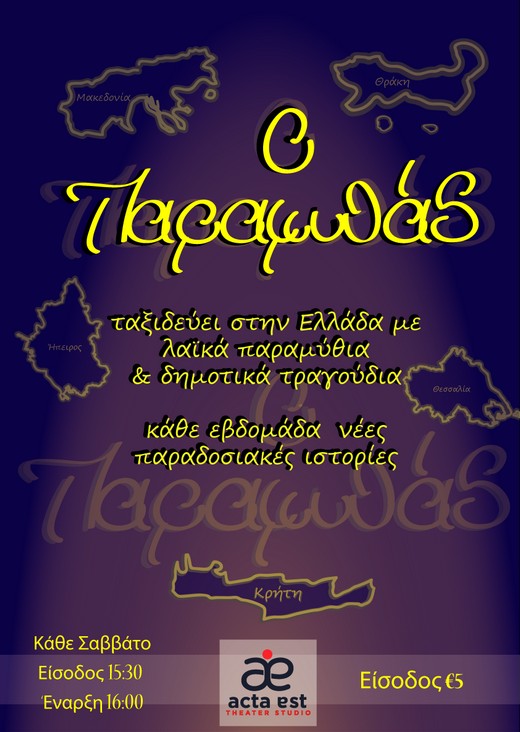 Μακεδονία
Θράκη
Ο
Παραμυθάς
Ήπειρος
ταξιδεύει στην Ελλάδα με
λαϊκά παραμύθια
& δημοτικά τραγούδια
Θεσσαλία
κάθε εβδομάδα νέες
παραδοσιακές ιστορίες
Ο
Παραμυθάς
Κρήτη
Κάθε Σαββάτο
Είσοδος 15:30
Έναρξη 16:00
æ
acta est
THEATER STUDIO
Είσοδος €5